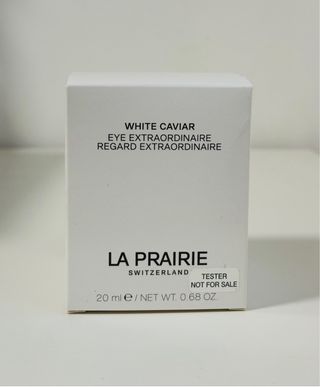 WHITE CAVIAR
EYE EXTRAORDINAIRE
REGARD EXTRAORDINAIRE
LA PRAIRIE
SWITZERLAND
TESTER
NOT FOR SALE
20 ml ℮ / NET WT. 0.68 OZ.